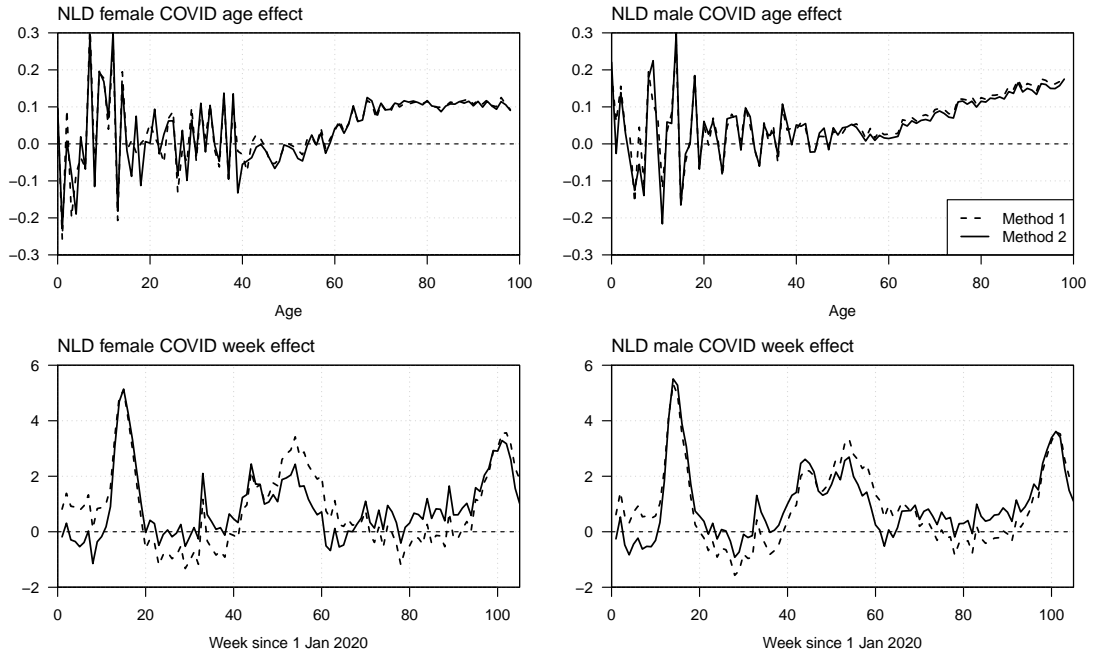 NLD female COVID age effect
0.3
0.2
0.1
0.0
−0.1
−0.2
−0.3
0 20 40 60 80 100
Age
NLD male COVID age effect
0.3
0.2
0.1
0.0
−0.1
−0.2
−0.3
Method 1
Method 2
0 20 40 60 80 100
Age
NLD female COVID week effect
6
4
2
0
−2
0 20 40 60 80 100
Week since 1 Jan 2020
NLD male COVID week effect
6
4
2
0
−2
0 20 40 60 80 100
Week since 1 Jan 2020